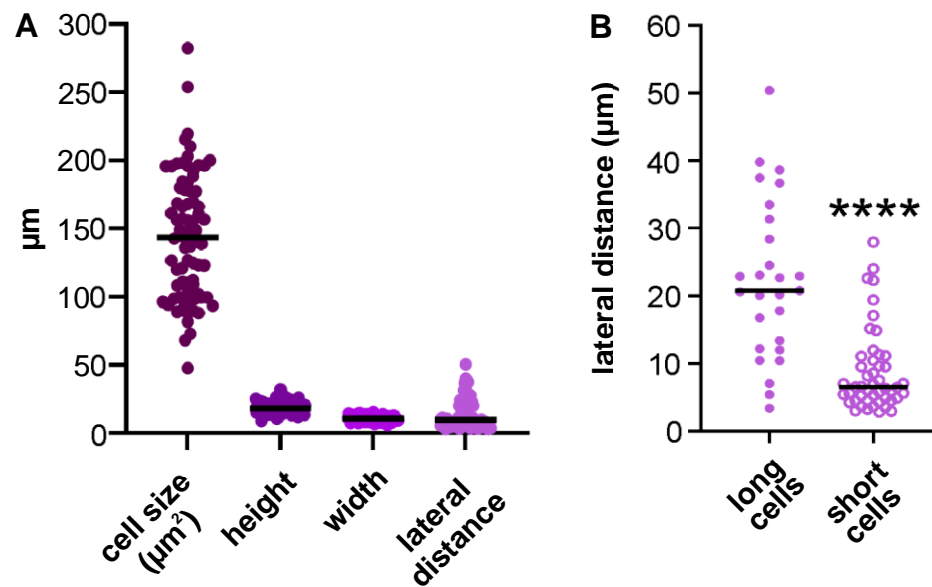 A
300
250
200
150
100
50
0
µm
cell size
(µm²)
height
width
lateral
distance
B
60
50
40
30
20
10
0
lateral distance (µm)
****
long
cells
short
cells